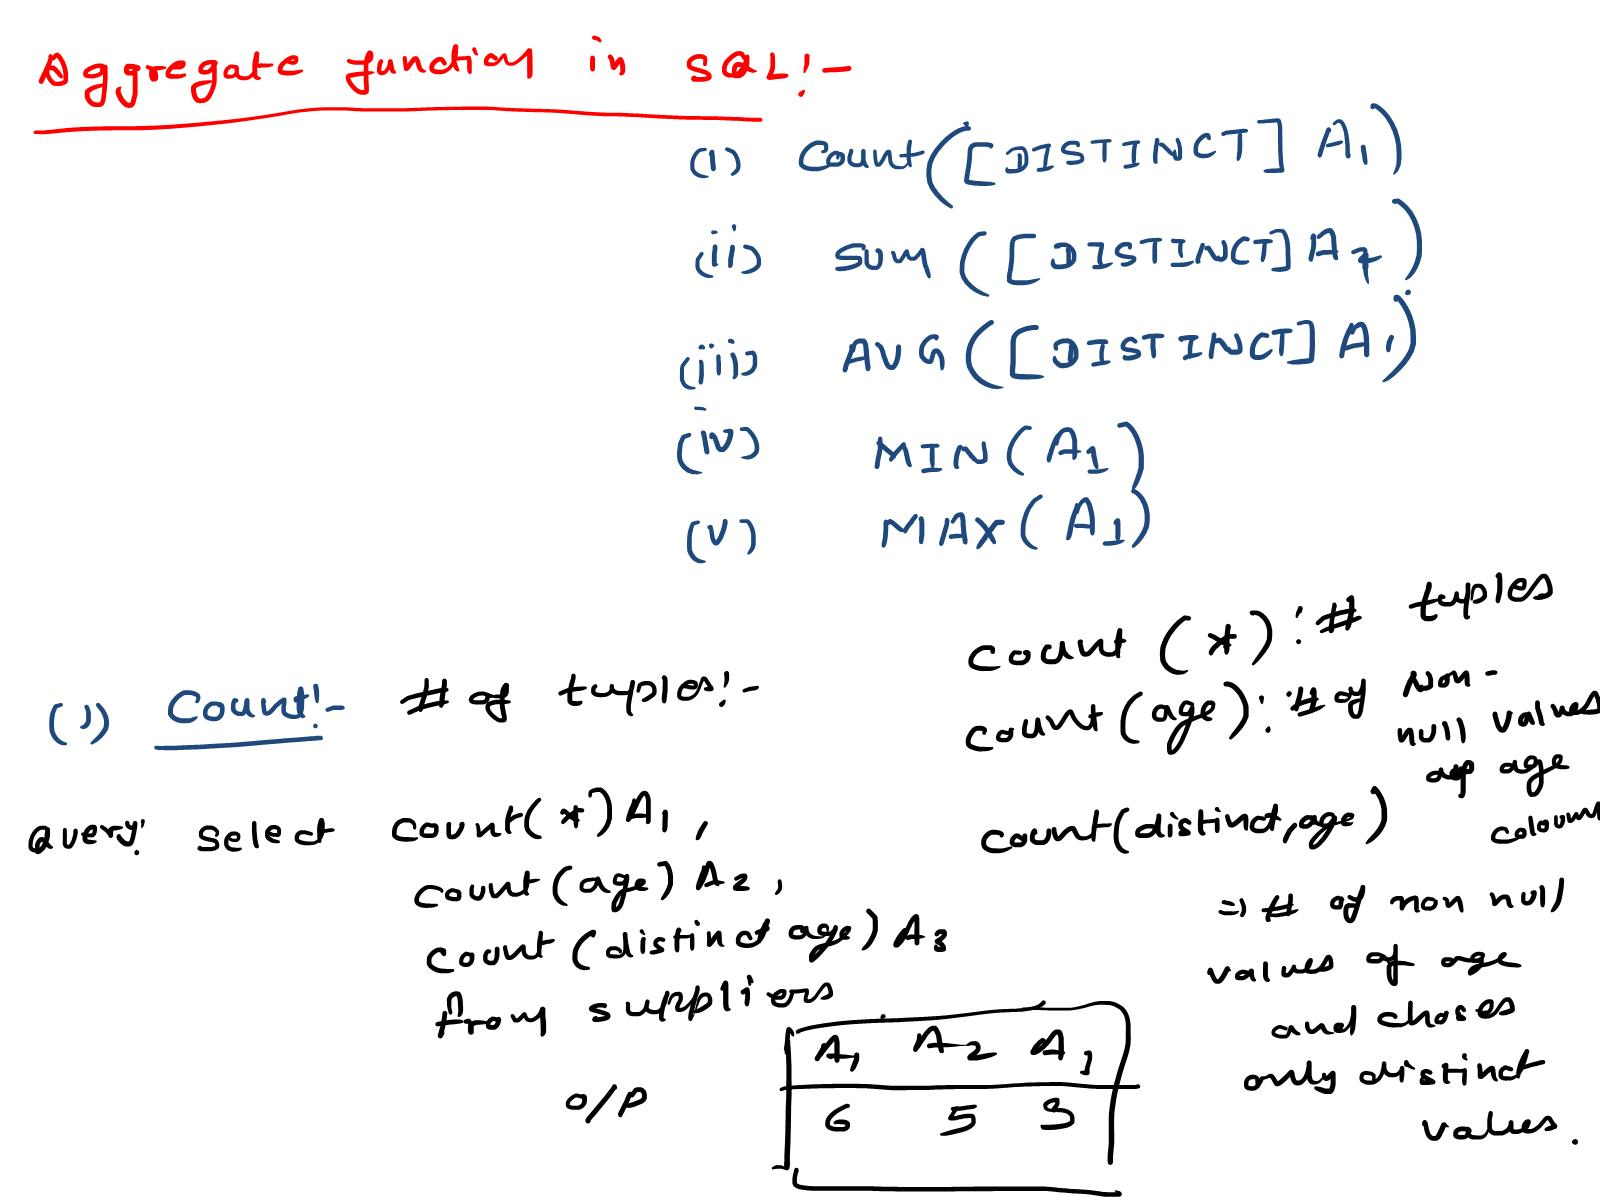 Aggregate function in SQL:-
(i) Count([DISTINCT] A1)
(ii) SUM([DISTINCT] A1)
(iii) AVG([DISTINCT] A1)
(iv) MIN(A1)
(v) MAX(A1)
(i) Count:- # of tuples:-
Query: Select count(*) A1,
count(age) A2,
count(distinct age) A3
from suppliers
O/P
A1 A2 A3
6 5 3
count(*): # tuples
count(age): # of Non-
null values
of age
coloumn
count(distinct,age)
=> # of non null
values of age
and choses
only distinct
values.